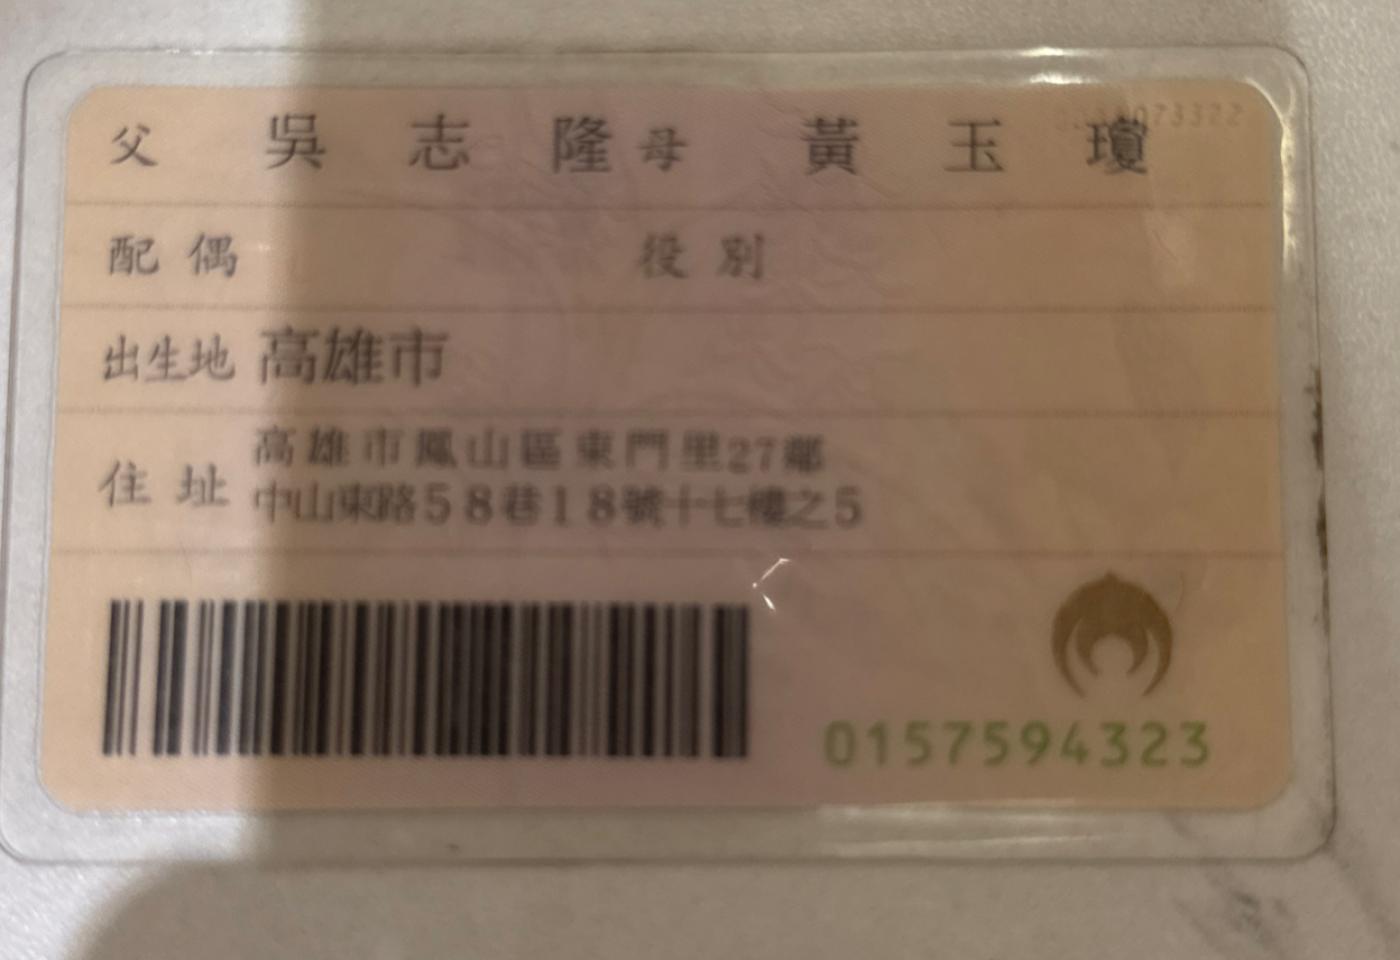 父 吳志隆 母 黃玉瓊
配偶 役別
出生地 高雄市
住址 高雄市鳳山區東門里27鄰
中山東路58巷18號十七樓之5
0157594323